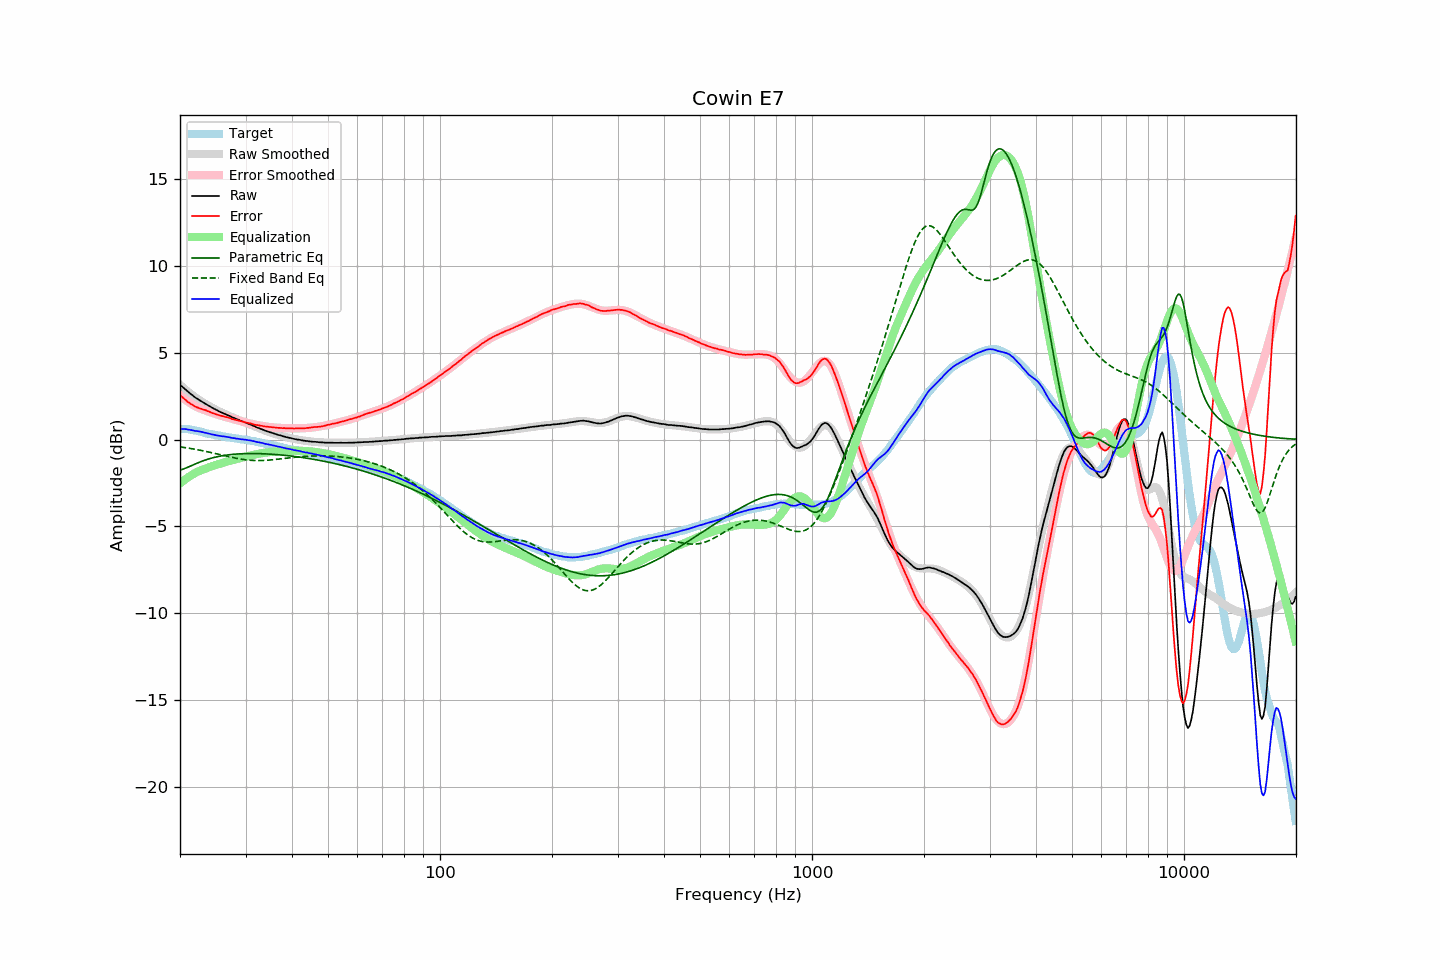 Cowin E7
Target
Raw Smoothed
Error Smoothed
Raw
Error
Equalization
Parametric Eq
Fixed Band Eq
Equalized
Amplitude (dBr)
15
10
5
0
−5
−10
−15
−20
100
1000
10000
Frequency (Hz)